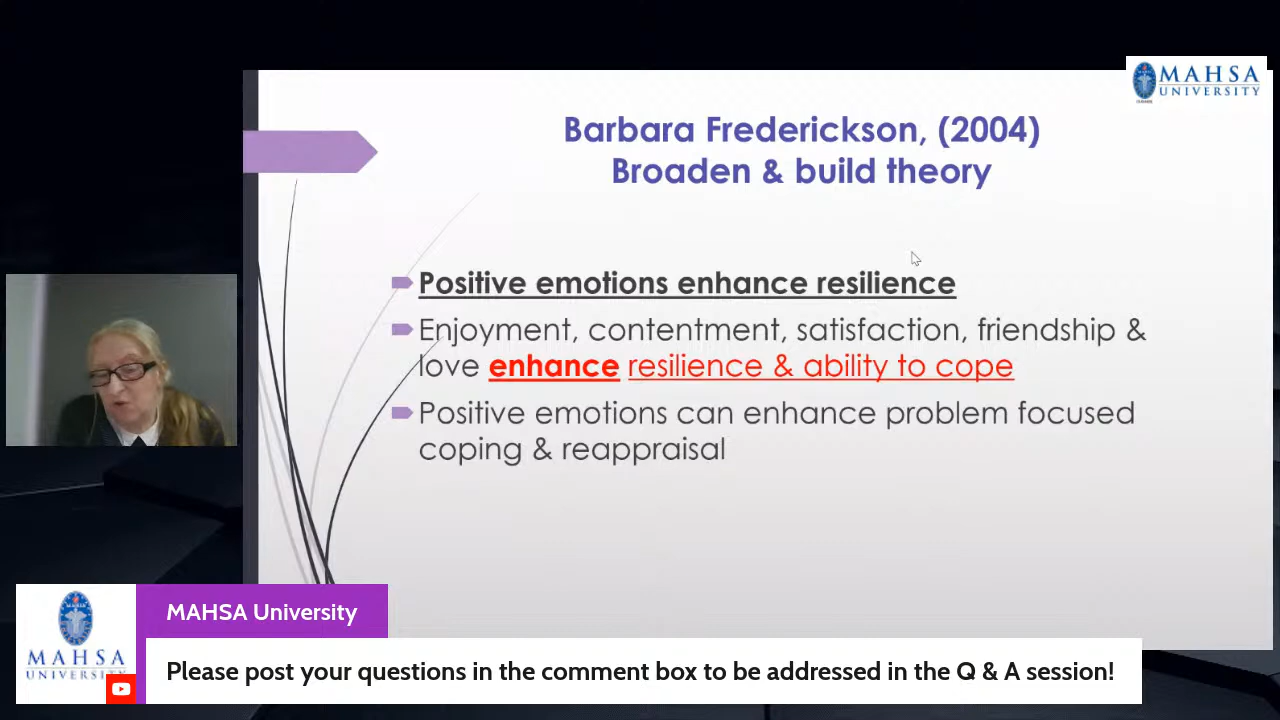 MAHSA
UNIVERSITY
Barbara Frederickson, (2004)
Broaden & build theory
Positive emotions enhance resilience
Enjoyment, contentment, satisfaction, friendship &
love enhance resilience & ability to cope
Positive emotions can enhance problem focused
coping & reappraisal
MAHSA
UNIVERSITY
MAHSA University
Please post your questions in the comment box to be addressed in the Q & A session!